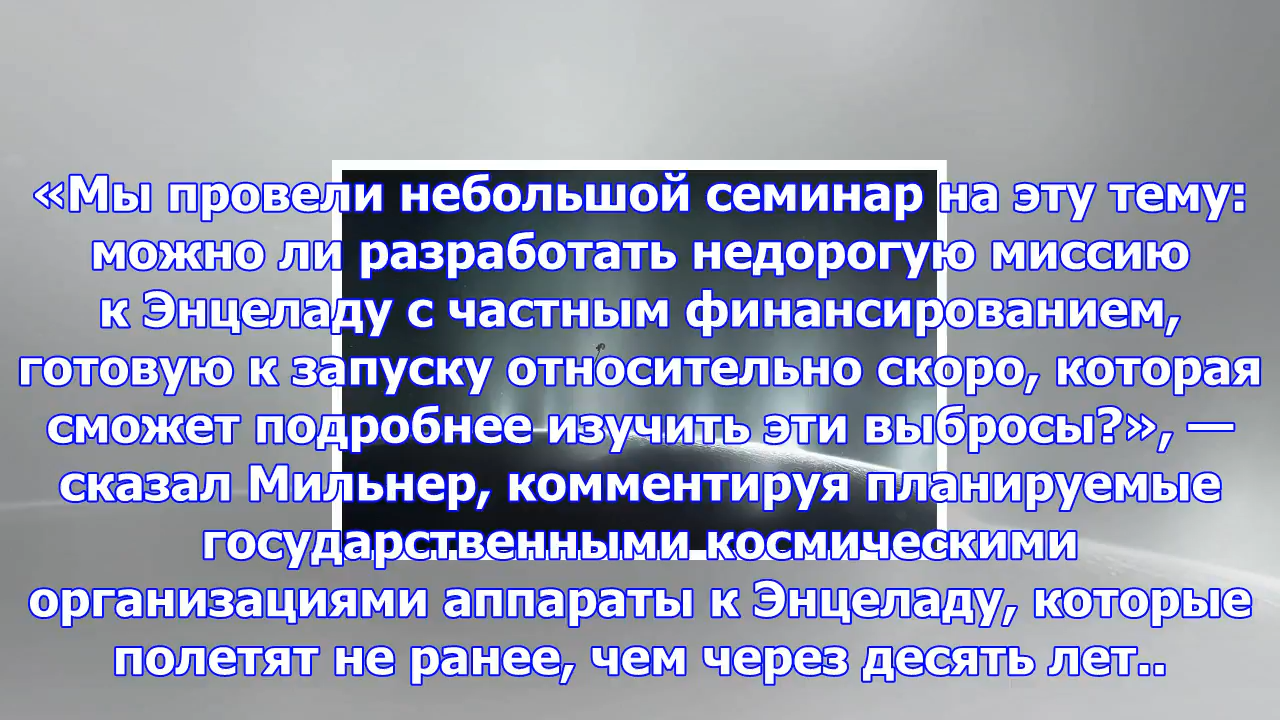 «Мы провели небольшой семинар на эту тему:
можно ли разработать недорогую миссию
к Энцеладу с частным финансированием,
готовую к запуску относительно скоро, которая
сможет подробнее изучить эти выбросы?», —
сказал Мильнер, комментируя планируемые
государственными космическими
организациями аппараты к Энцеладу, которые
полетят не ранее, чем через десять лет..